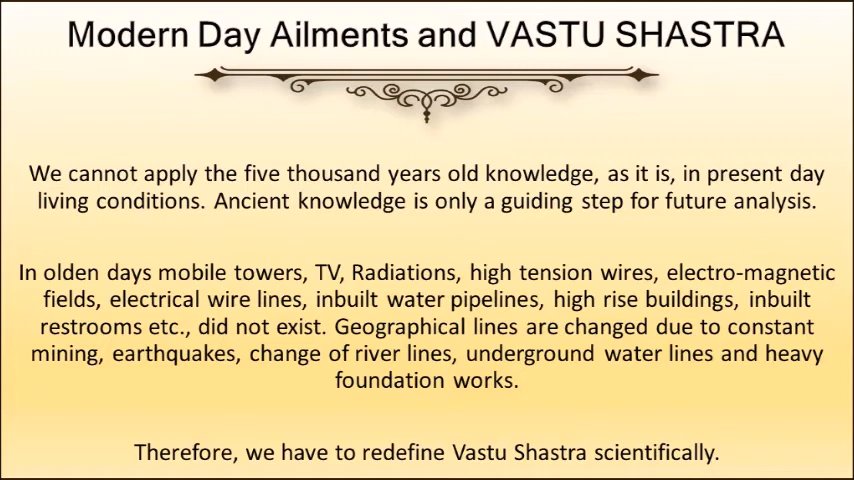 Modern Day Ailments and VASTU SHASTRA
We cannot apply the five thousand years old knowledge, as it is, in present day
living conditions. Ancient knowledge is only a guiding step for future analysis.
In olden days mobile towers, TV, Radiations, high tension wires, electro-magnetic
fields, electrical wire lines, inbuilt water pipelines, high rise buildings, inbuilt
restrooms etc., did not exist. Geographical lines are changed due to constant
mining, earthquakes, change of river lines, underground water lines and heavy
foundation works.
Therefore, we have to redefine Vastu Shastra scientifically.